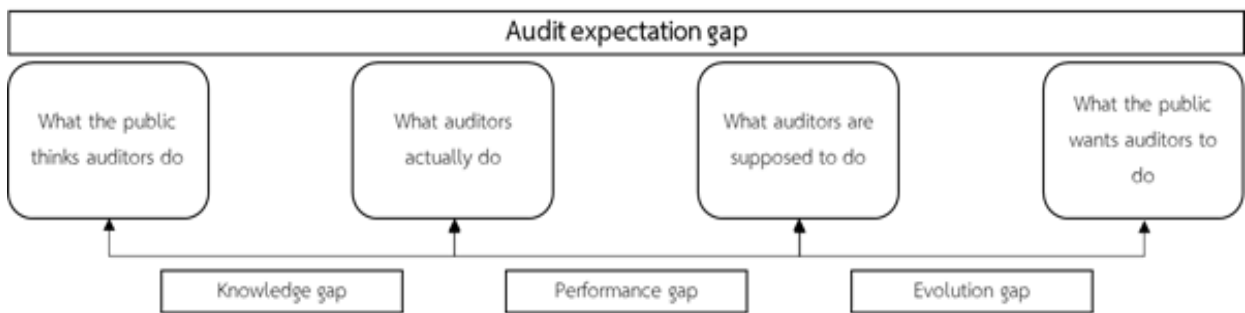 Audit expectation gap
What the public
thinks auditors do
What auditors
actually do
What auditors are
supposed to do
What the public
wants auditors to
do
Knowledge gap
Performance gap
Evolution gap